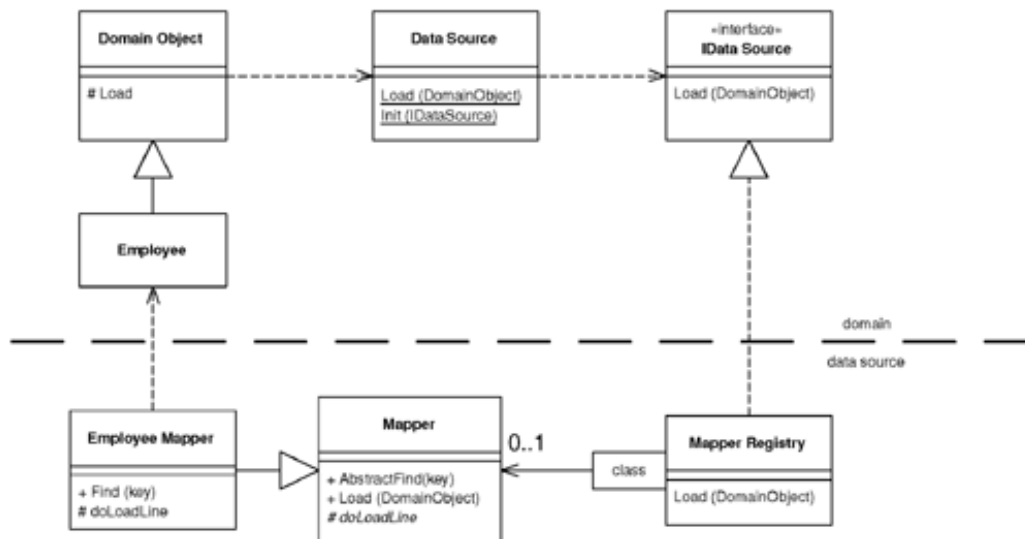 Domain Object
# Load
Data Source
Load (DomainObject)
Init (IDataSource)
«interface»
IData Source
Load (DomainObject)
Employee
domain
data source
Employee Mapper
+ Find (key)
# doLoadLine
Mapper
+ AbstractFind(key)
+ Load (DomainObject)
# doLoadLine
0..1
class
Mapper Registry
Load (DomainObject)